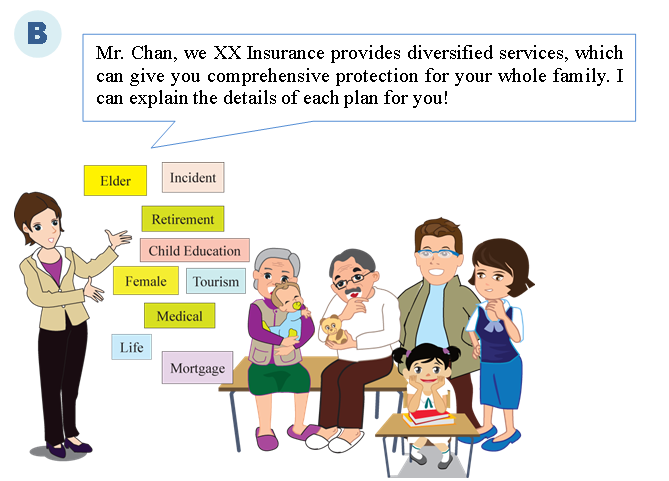 B
Mr. Chan, we XX Insurance provides diversified services, which
can give you comprehensive protection for your whole family. I
can explain the details of each plan for you!
Elder
Incident
Retirement
Child Education
Female
Tourism
Medical
Life
Mortgage